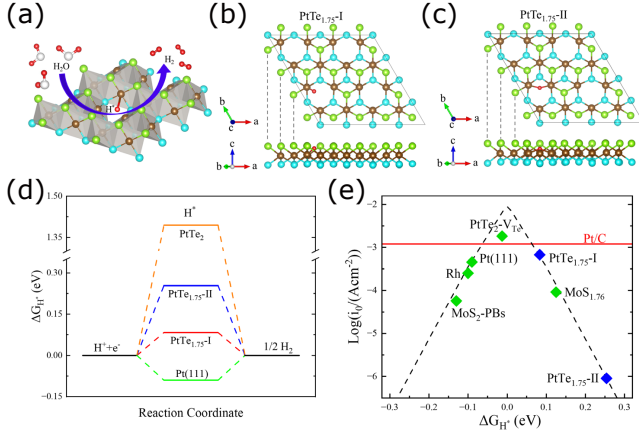 (a)
H₂O
H₂
H*
(b)
PtTe₁.₇₅-I
b
c
a
c
b
a
(c)
PtTe₁.₇₅-II
b
c
a
c
b
a
(d)
1.50
1.35
0.30
0.15
0.00
−0.15
ΔG_H* (eV)
H*
PtTe₂
PtTe₁.₇₅-II
PtTe₁.₇₅-I
Pt(111)
H⁺+e⁻
1/2 H₂
Reaction Coordinate
(e)
−2
−3
−4
−5
−6
Log(i₀/(Acm⁻²)
PtTe₂-V_Te
Pt/C
Pt(111)
PtTe₁.₇₅-I
Rh
MoS₁.₇₆
MoS₂-PBs
PtTe₁.₇₅-II
−0.3 −0.2 −0.1 0.0 0.1 0.2 0.3
ΔG_H* (eV)